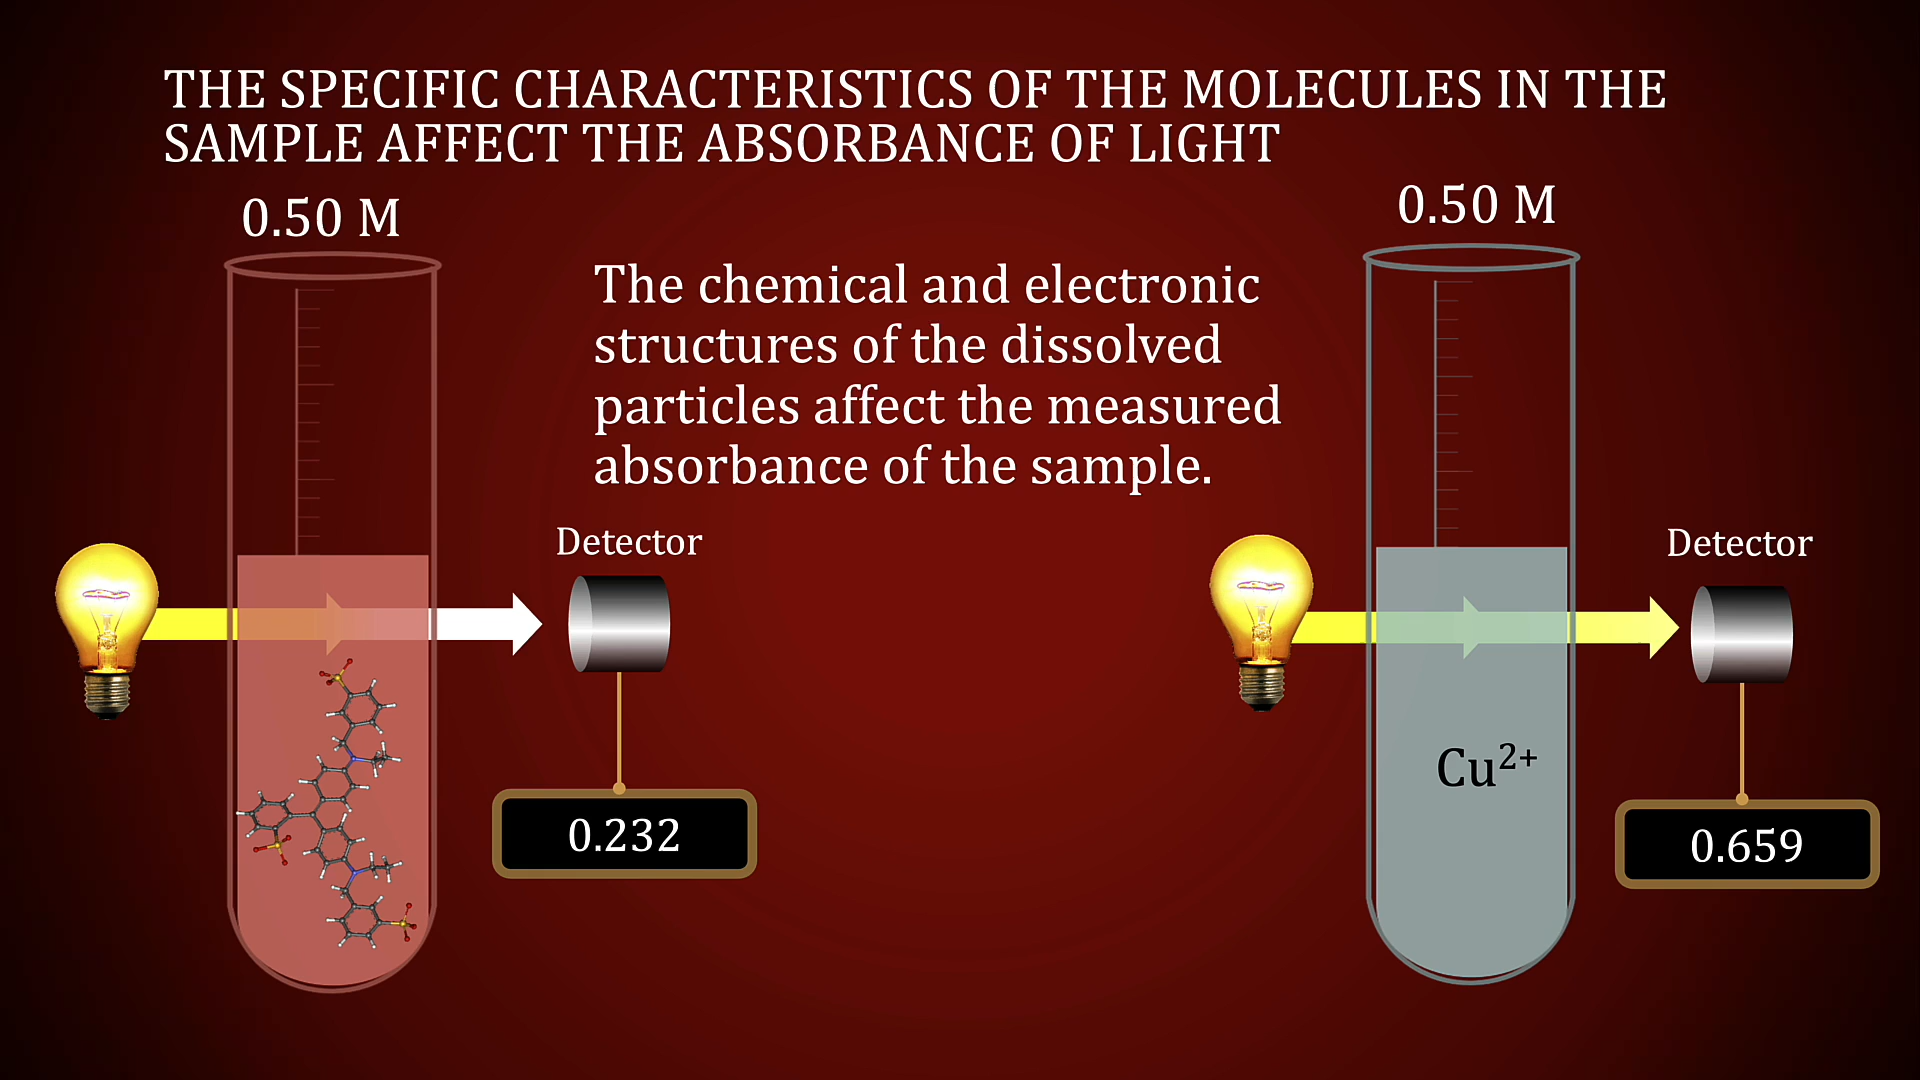 THE SPECIFIC CHARACTERISTICS OF THE MOLECULES IN THE
SAMPLE AFFECT THE ABSORBANCE OF LIGHT
0.50 M
0.50 M
The chemical and electronic
structures of the dissolved
particles affect the measured
absorbance of the sample.
Detector
Detector
Cu²⁺
0.232
0.659